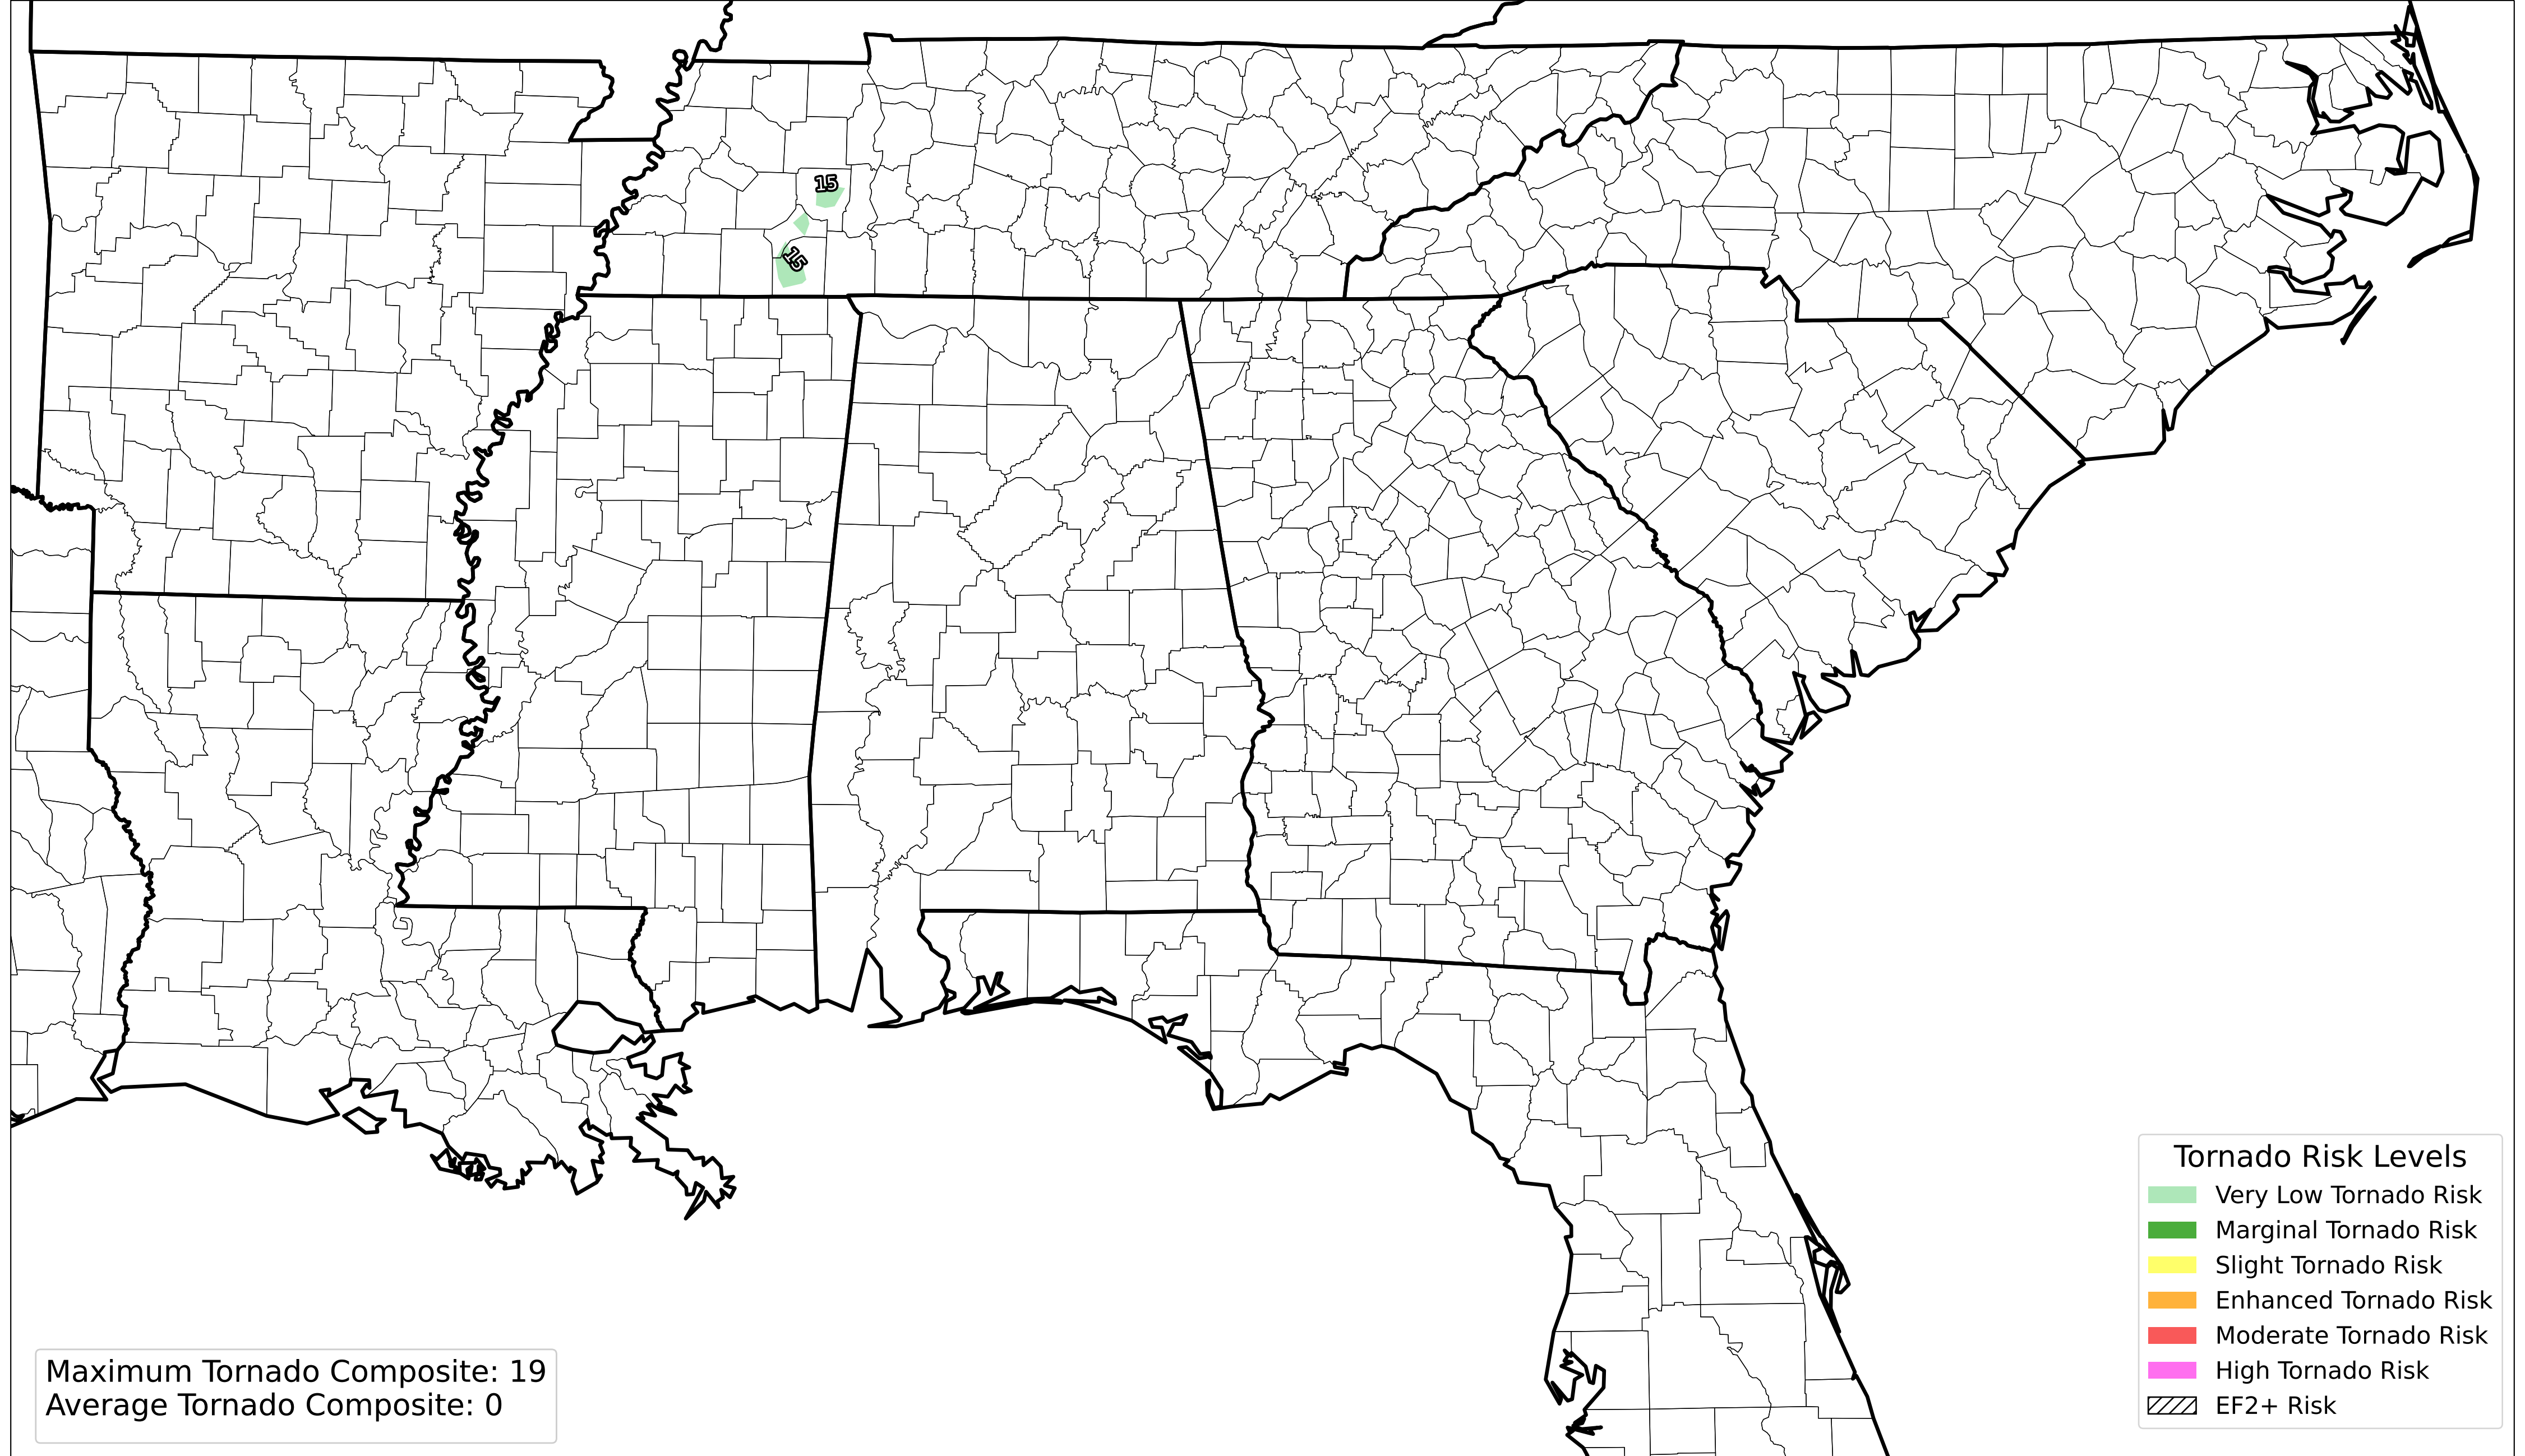 15
15
Tornado Risk Levels
Very Low Tornado Risk
Marginal Tornado Risk
Slight Tornado Risk
Enhanced Tornado Risk
Moderate Tornado Risk
High Tornado Risk
EF2+ Risk
Maximum Tornado Composite: 19
Average Tornado Composite: 0